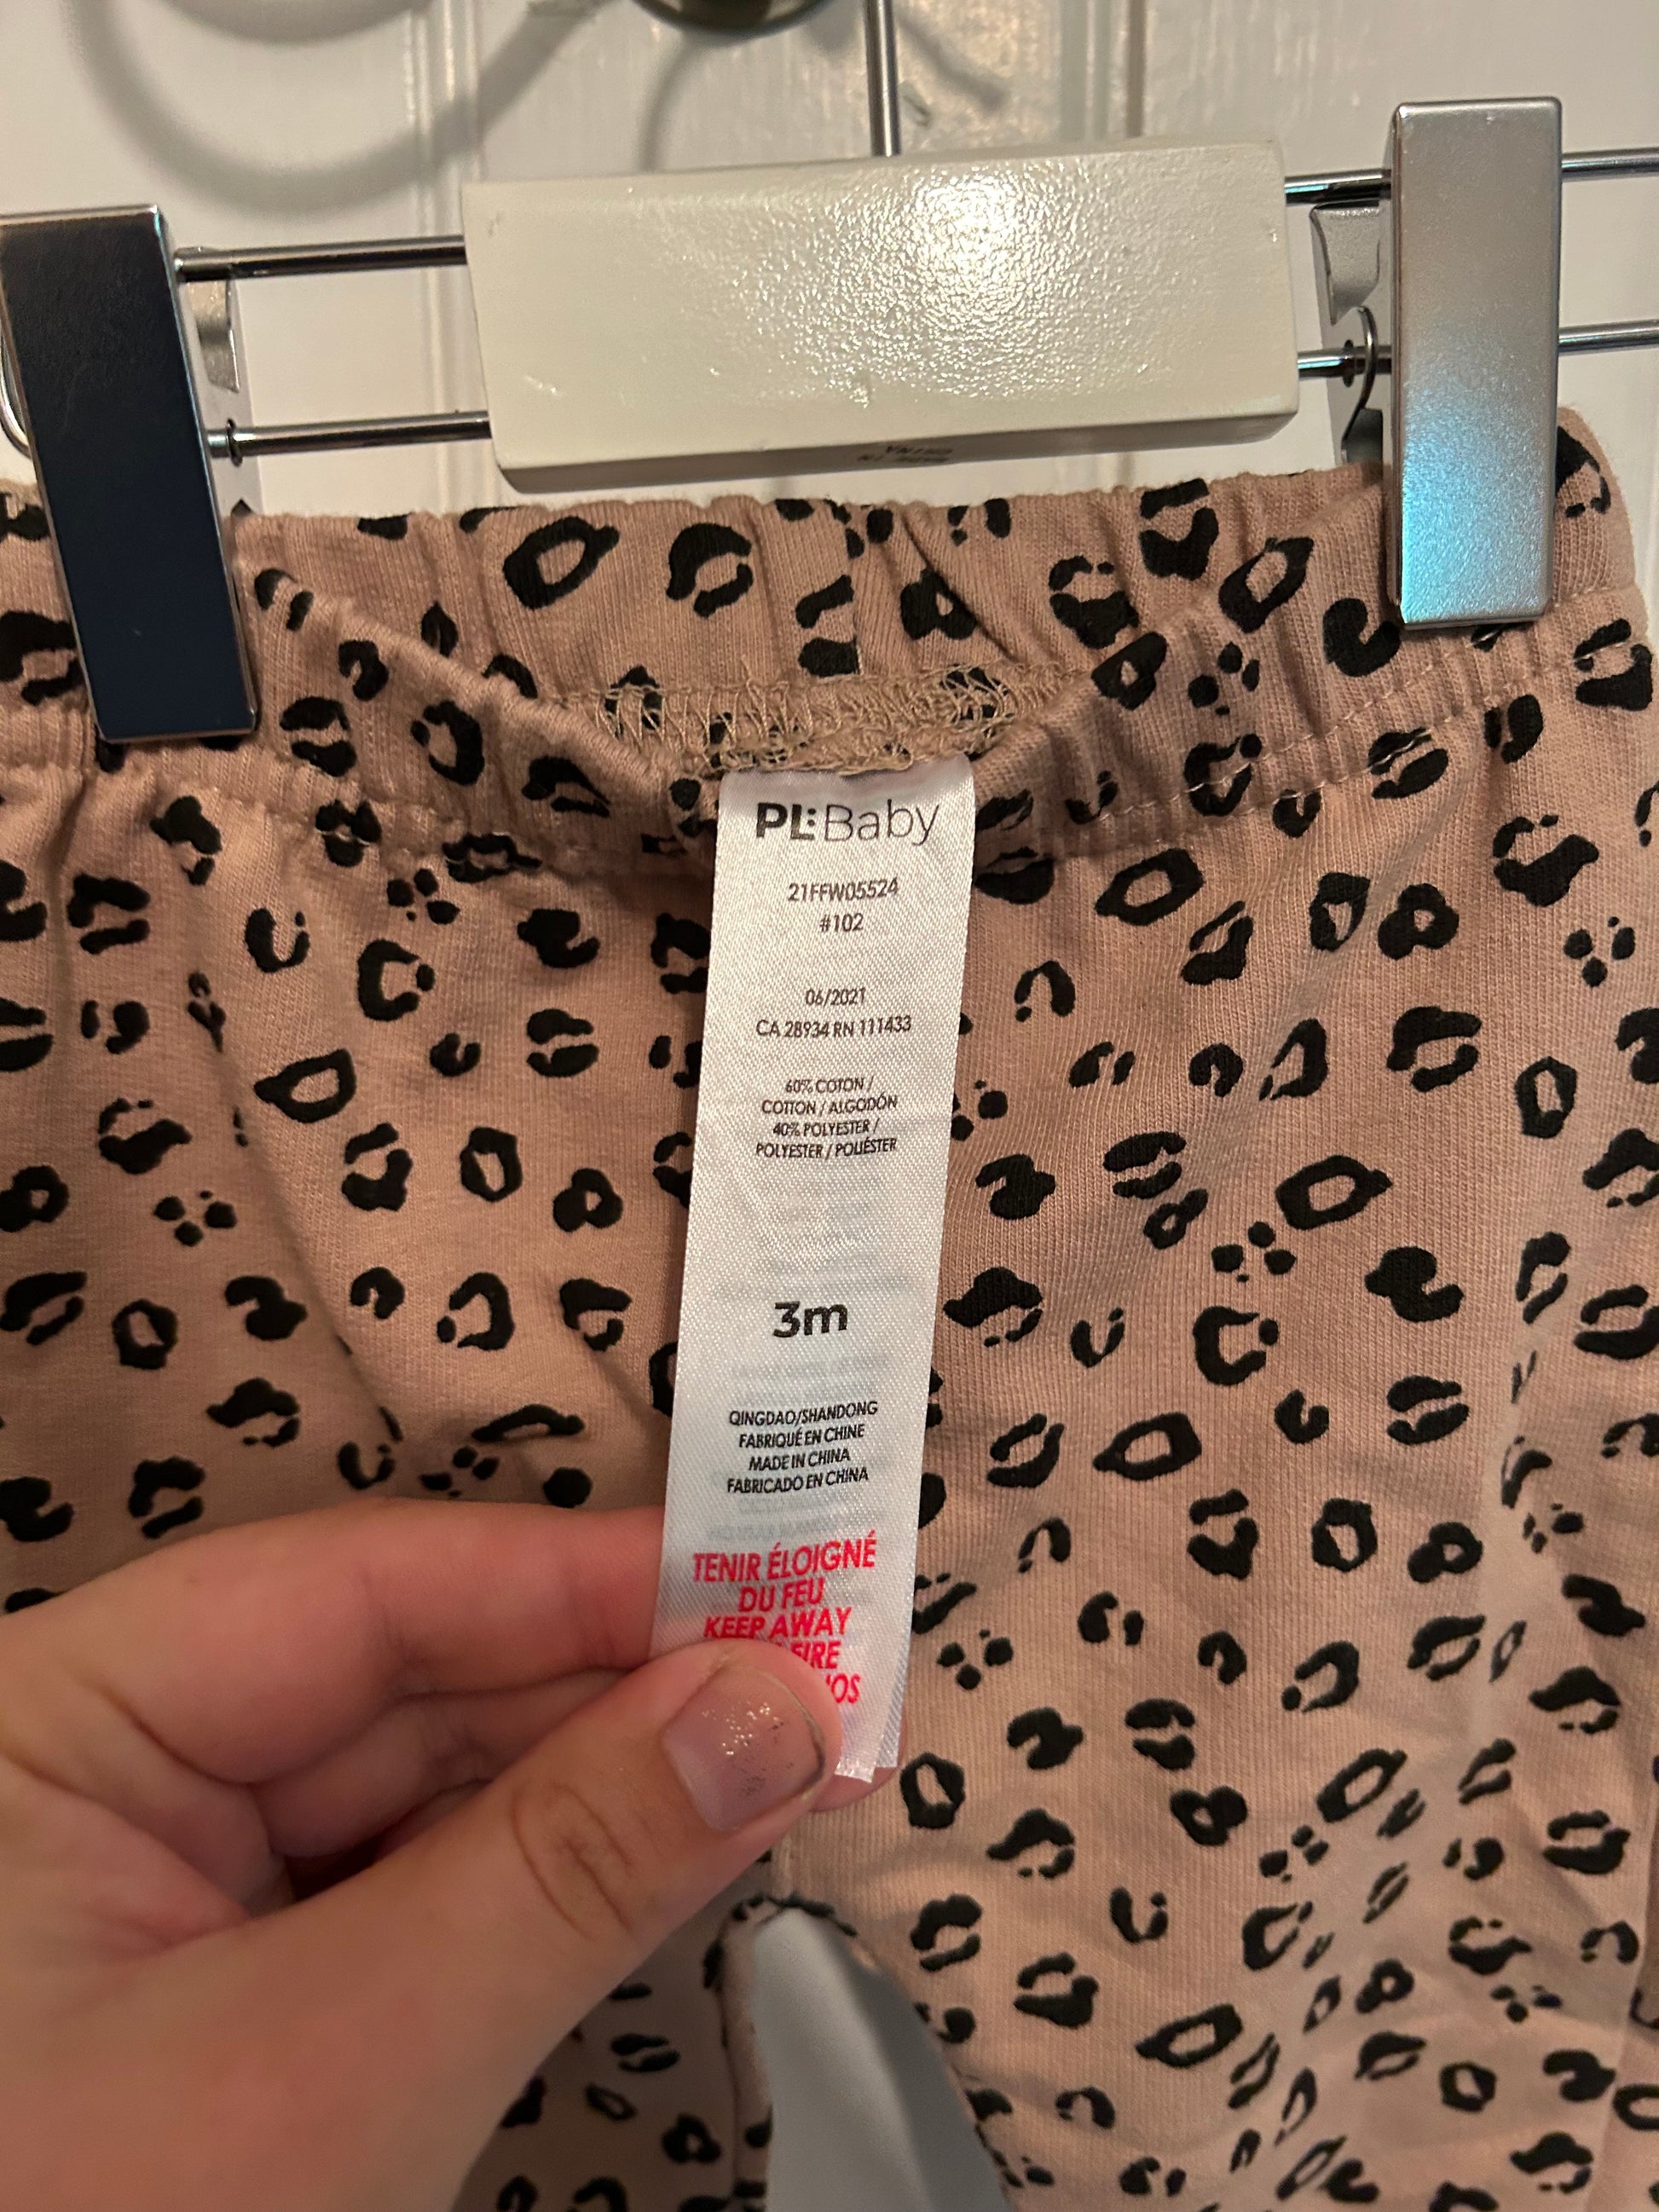 PL:Baby
21FFW05524
#102
06/2021
CA 28934 RN 111433
60% COTON /
COTTON / ALGODÓN
40% POLYESTER /
POLYESTER / POLIÉSTER
3m
QINGDAO/SHANDONG
FABRIQUÉ EN CHINE
MADE IN CHINA
FABRICADO EN CHINA
TENIR ÉLOIGNÉ
DU FEU
KEEP AWAY
FIRE